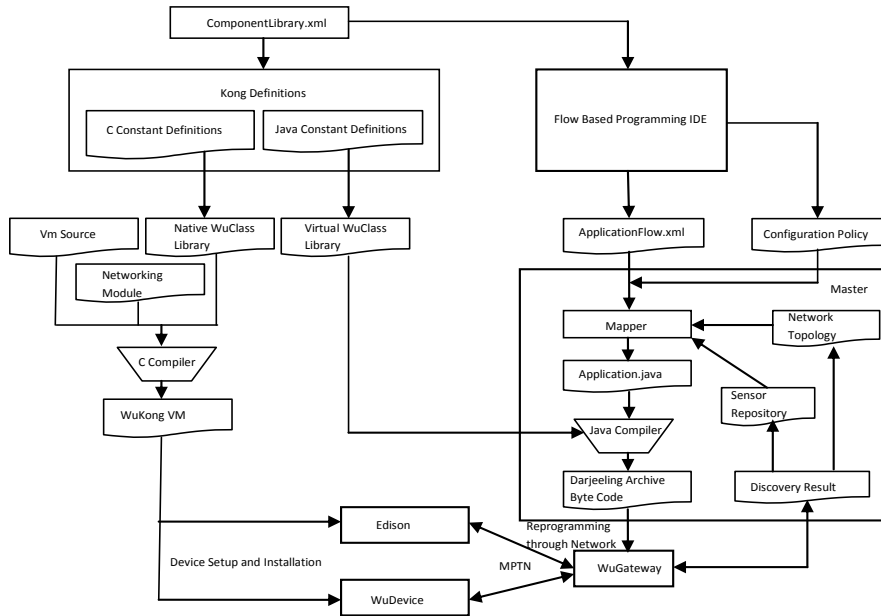 ComponentLibrary.xml
Kong Definitions
C Constant Definitions
Java Constant Definitions
Flow Based Programming IDE
Vm Source
Native WuClass
Library
Virtual WuClass
Library
ApplicationFlow.xml
Configuration Policy
Networking
Module
Master
Mapper
Network
Topology
C Compiler
Application.java
Sensor
Repository
WuKong VM
Java Compiler
Darjeeling Archive
Byte Code
Discovery Result
Edison
Reprogramming
through Network
Device Setup and Installation
MPTN
WuGateway
WuDevice